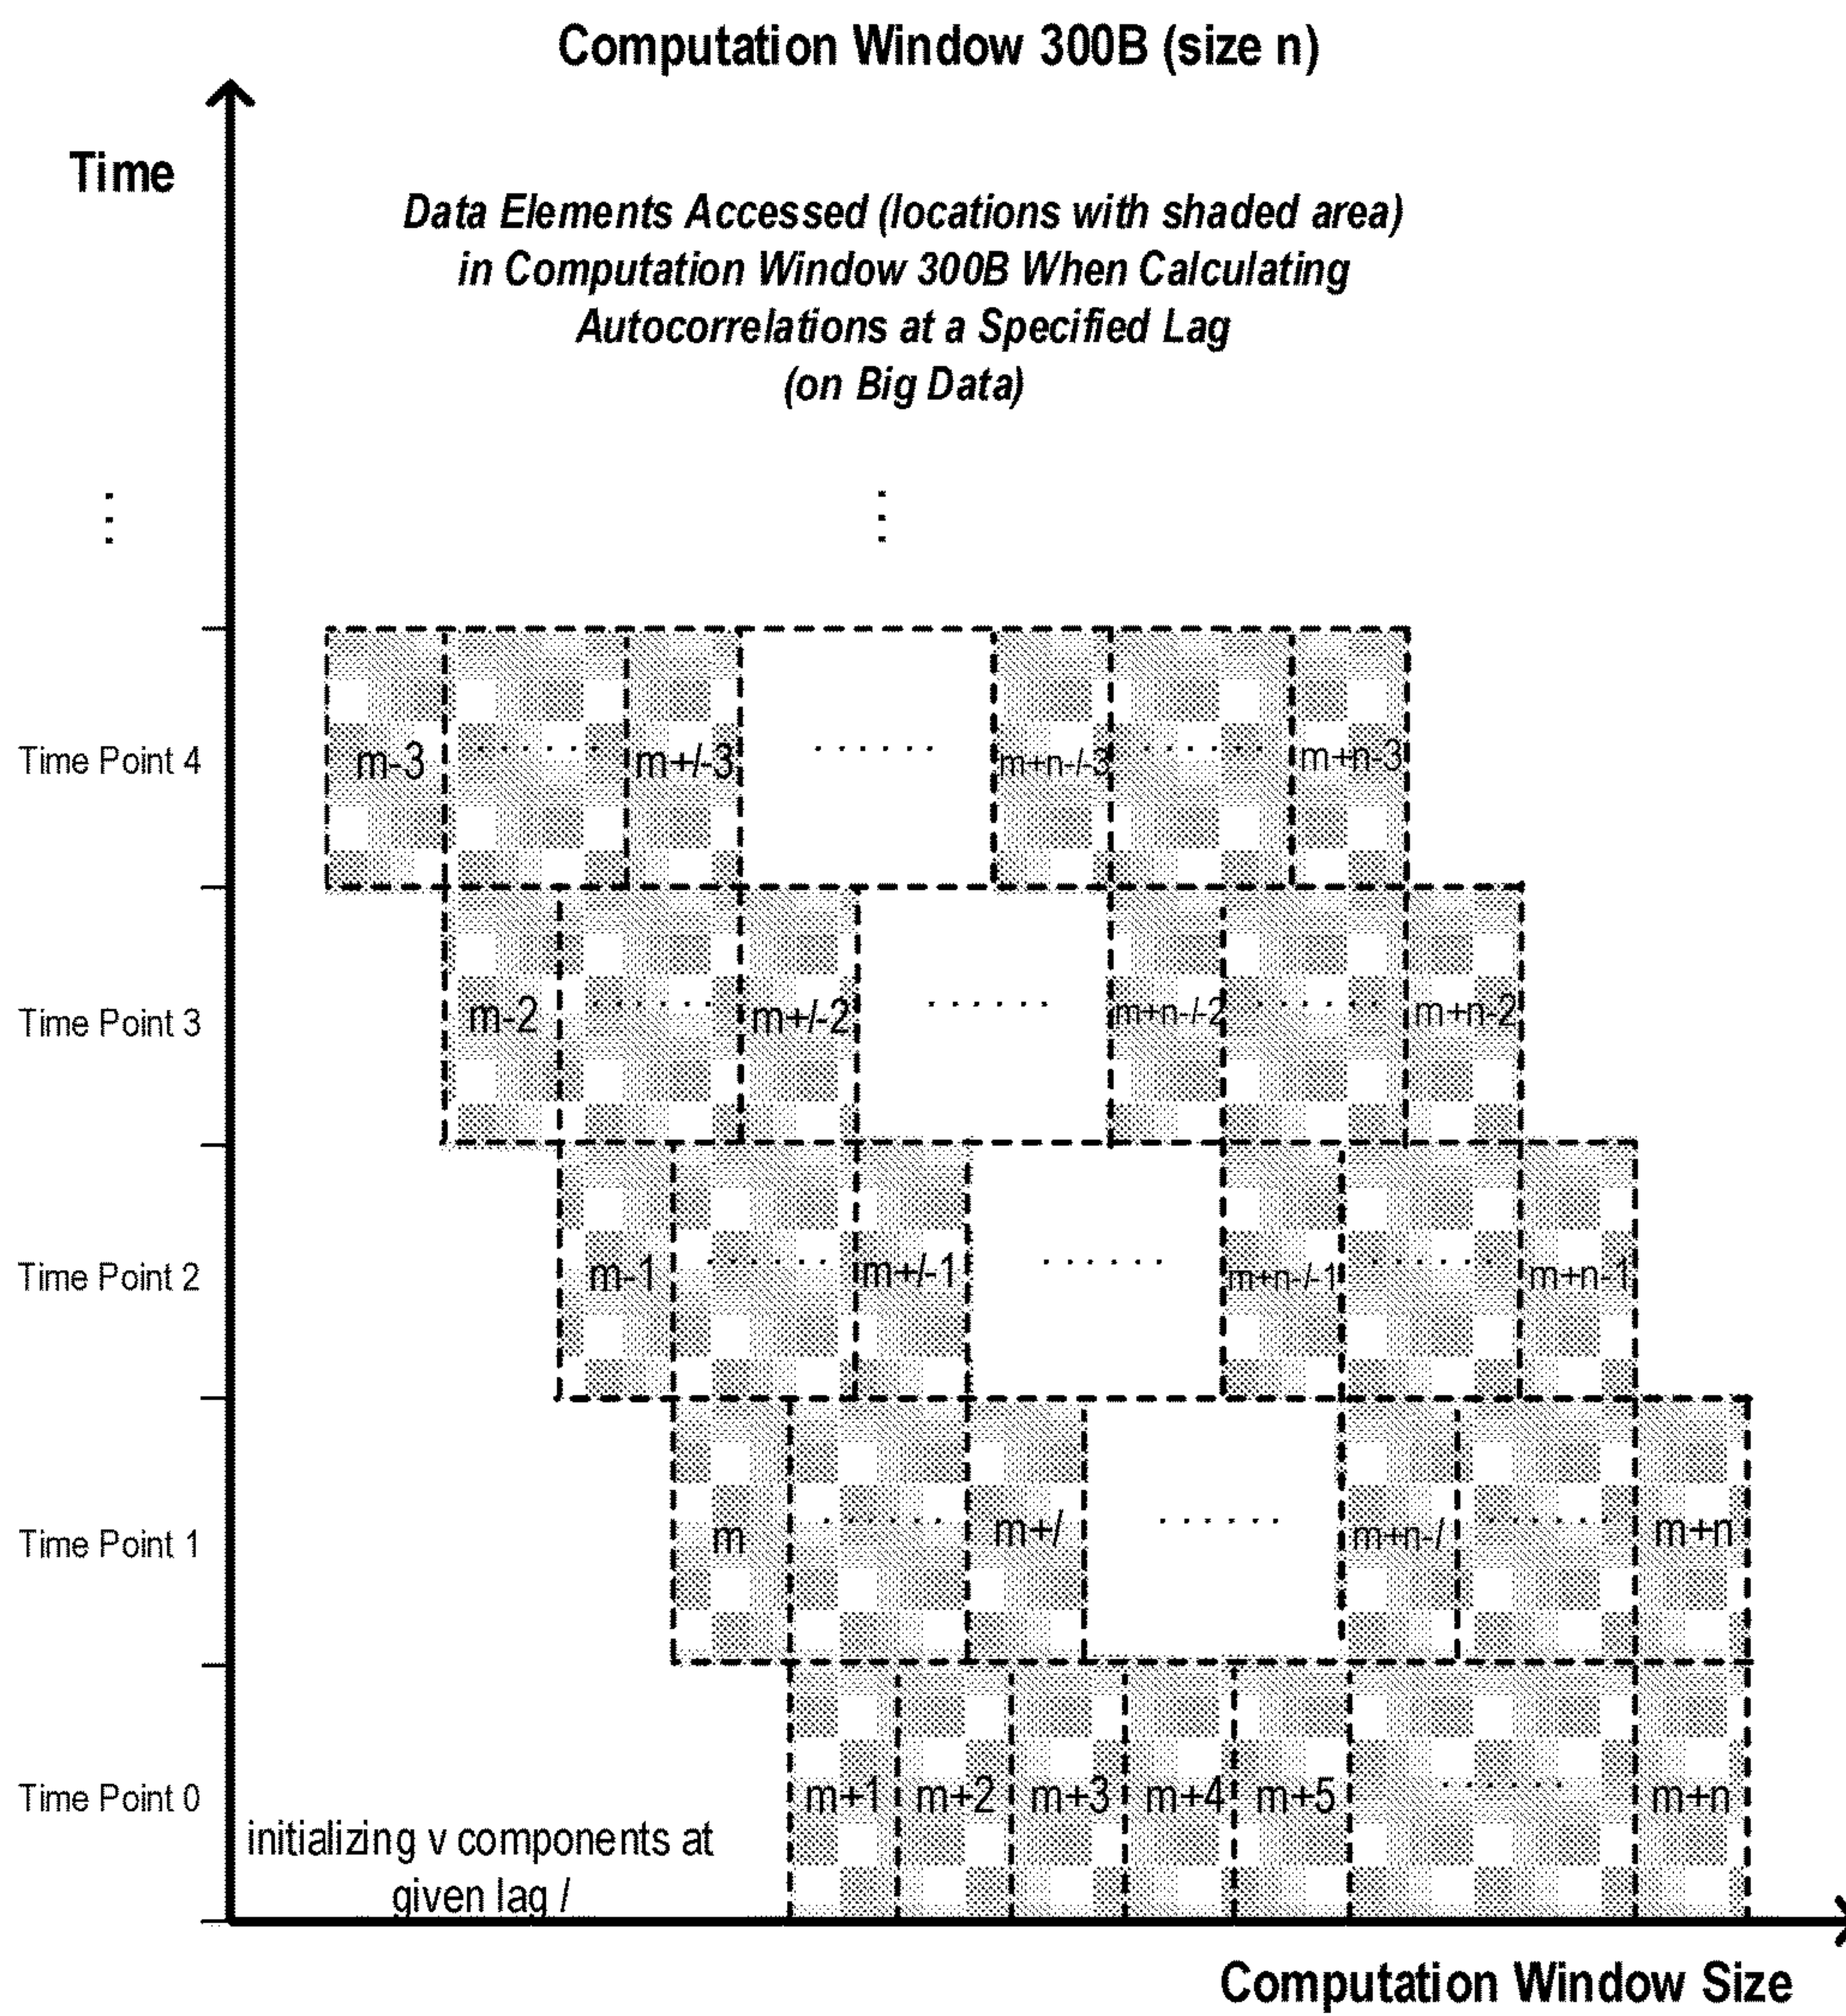 Computation Window 300B (size n)
Time
Data Elements Accessed (locations with shaded area)
in Computation Window 300B When Calculating
Autocorrelations at a Specified Lag
(on Big Data)
⋮ ⋮
Time Point 4 m-3 ······ m+l-3 ······ m+n-l-3 ······ m+n-3
Time Point 3 m-2 ······ m+l-2 ······ m+n-l-2 ······ m+n-2
Time Point 2 m-1 ······ m+l-1 ······ m+n-l-1 ······ m+n-1
Time Point 1 m ······ m+l ······ m+n-l ······ m+n
Time Point 0 m+1 m+2 m+3 m+4 m+5 ······ m+n
initializing v components at
given lag l
Computation Window Size